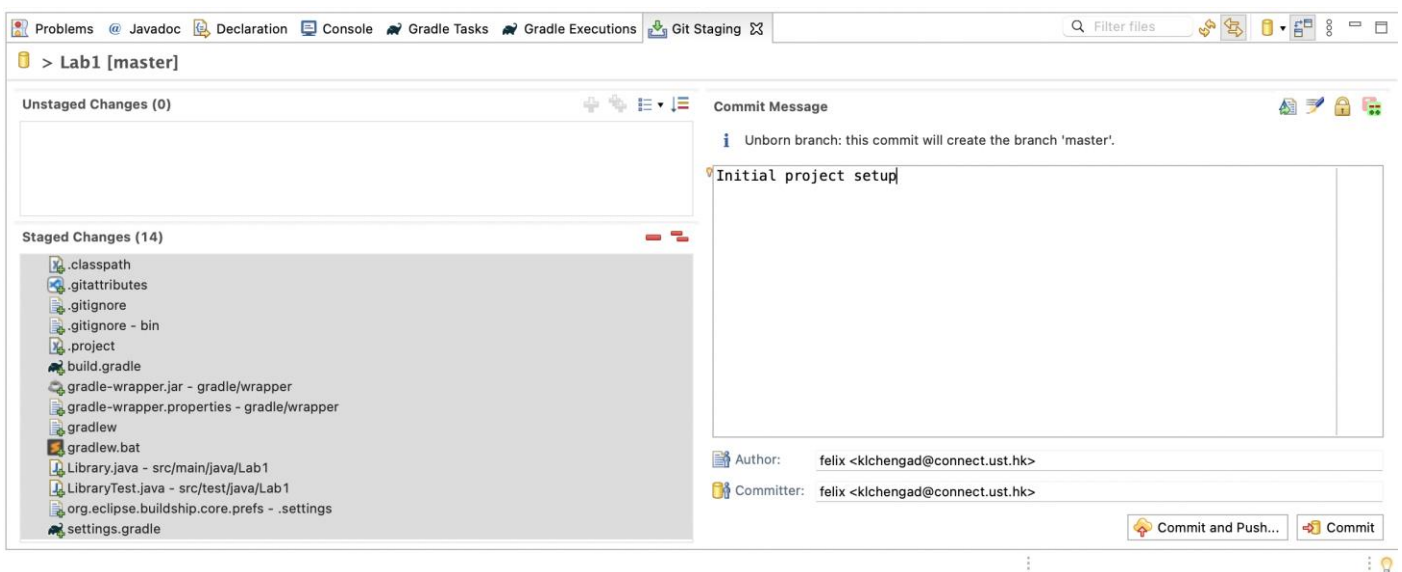 Problems @ Javadoc Declaration Console Gradle Tasks Gradle Executions Git Staging Filter files
> Lab1 [master]
Unstaged Changes (0)
Staged Changes (14)
.classpath
.gitattributes
.gitignore
.gitignore - bin
.project
build.gradle
gradle-wrapper.jar - gradle/wrapper
gradle-wrapper.properties - gradle/wrapper
gradlew
gradlew.bat
Library.java - src/main/java/Lab1
LibraryTest.java - src/test/java/Lab1
org.eclipse.buildship.core.prefs - .settings
settings.gradle
Commit Message
Unborn branch: this commit will create the branch 'master'.
Initial project setup
Author: felix <klchengad@connect.ust.hk>
Committer: felix <klchengad@connect.ust.hk>
Commit and Push... Commit